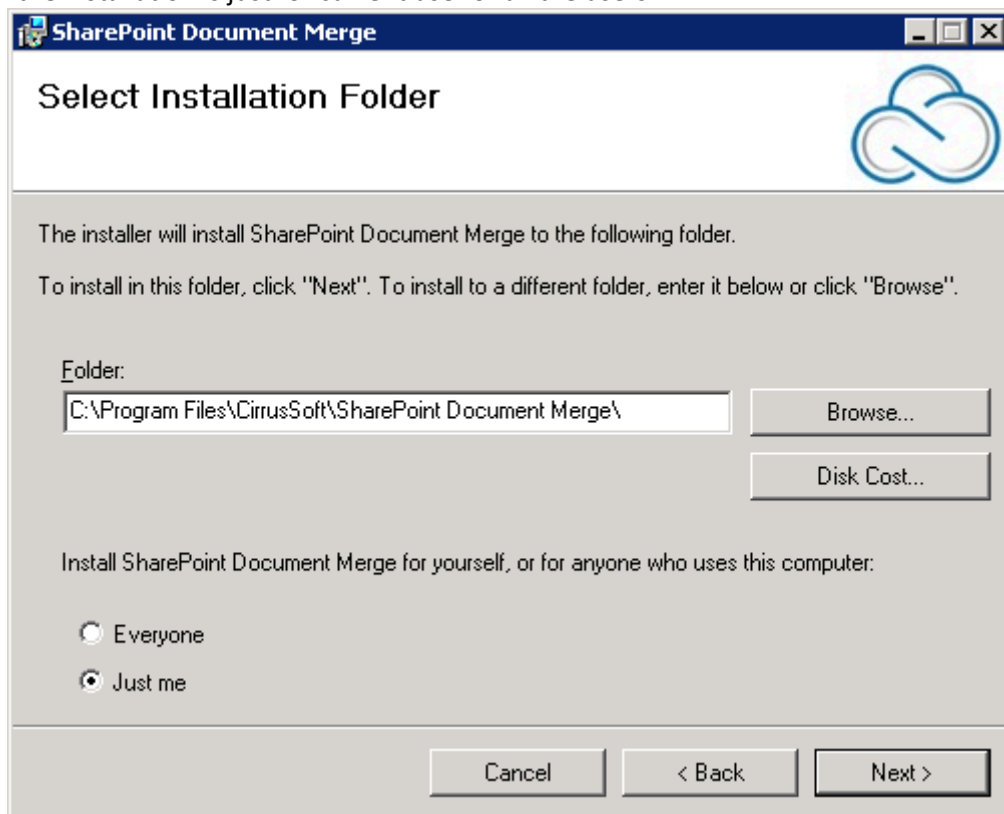 SharePoint Document Merge
Select Installation Folder
The installer will install SharePoint Document Merge to the following folder.
To install in this folder, click "Next". To install to a different folder, enter it below or click "Browse".
Folder:
C:\Program Files\CirrusSoft\SharePoint Document Merge\
Browse...
Disk Cost...
Install SharePoint Document Merge for yourself, or for anyone who uses this computer:
Everyone
Just me
Cancel
< Back
Next >